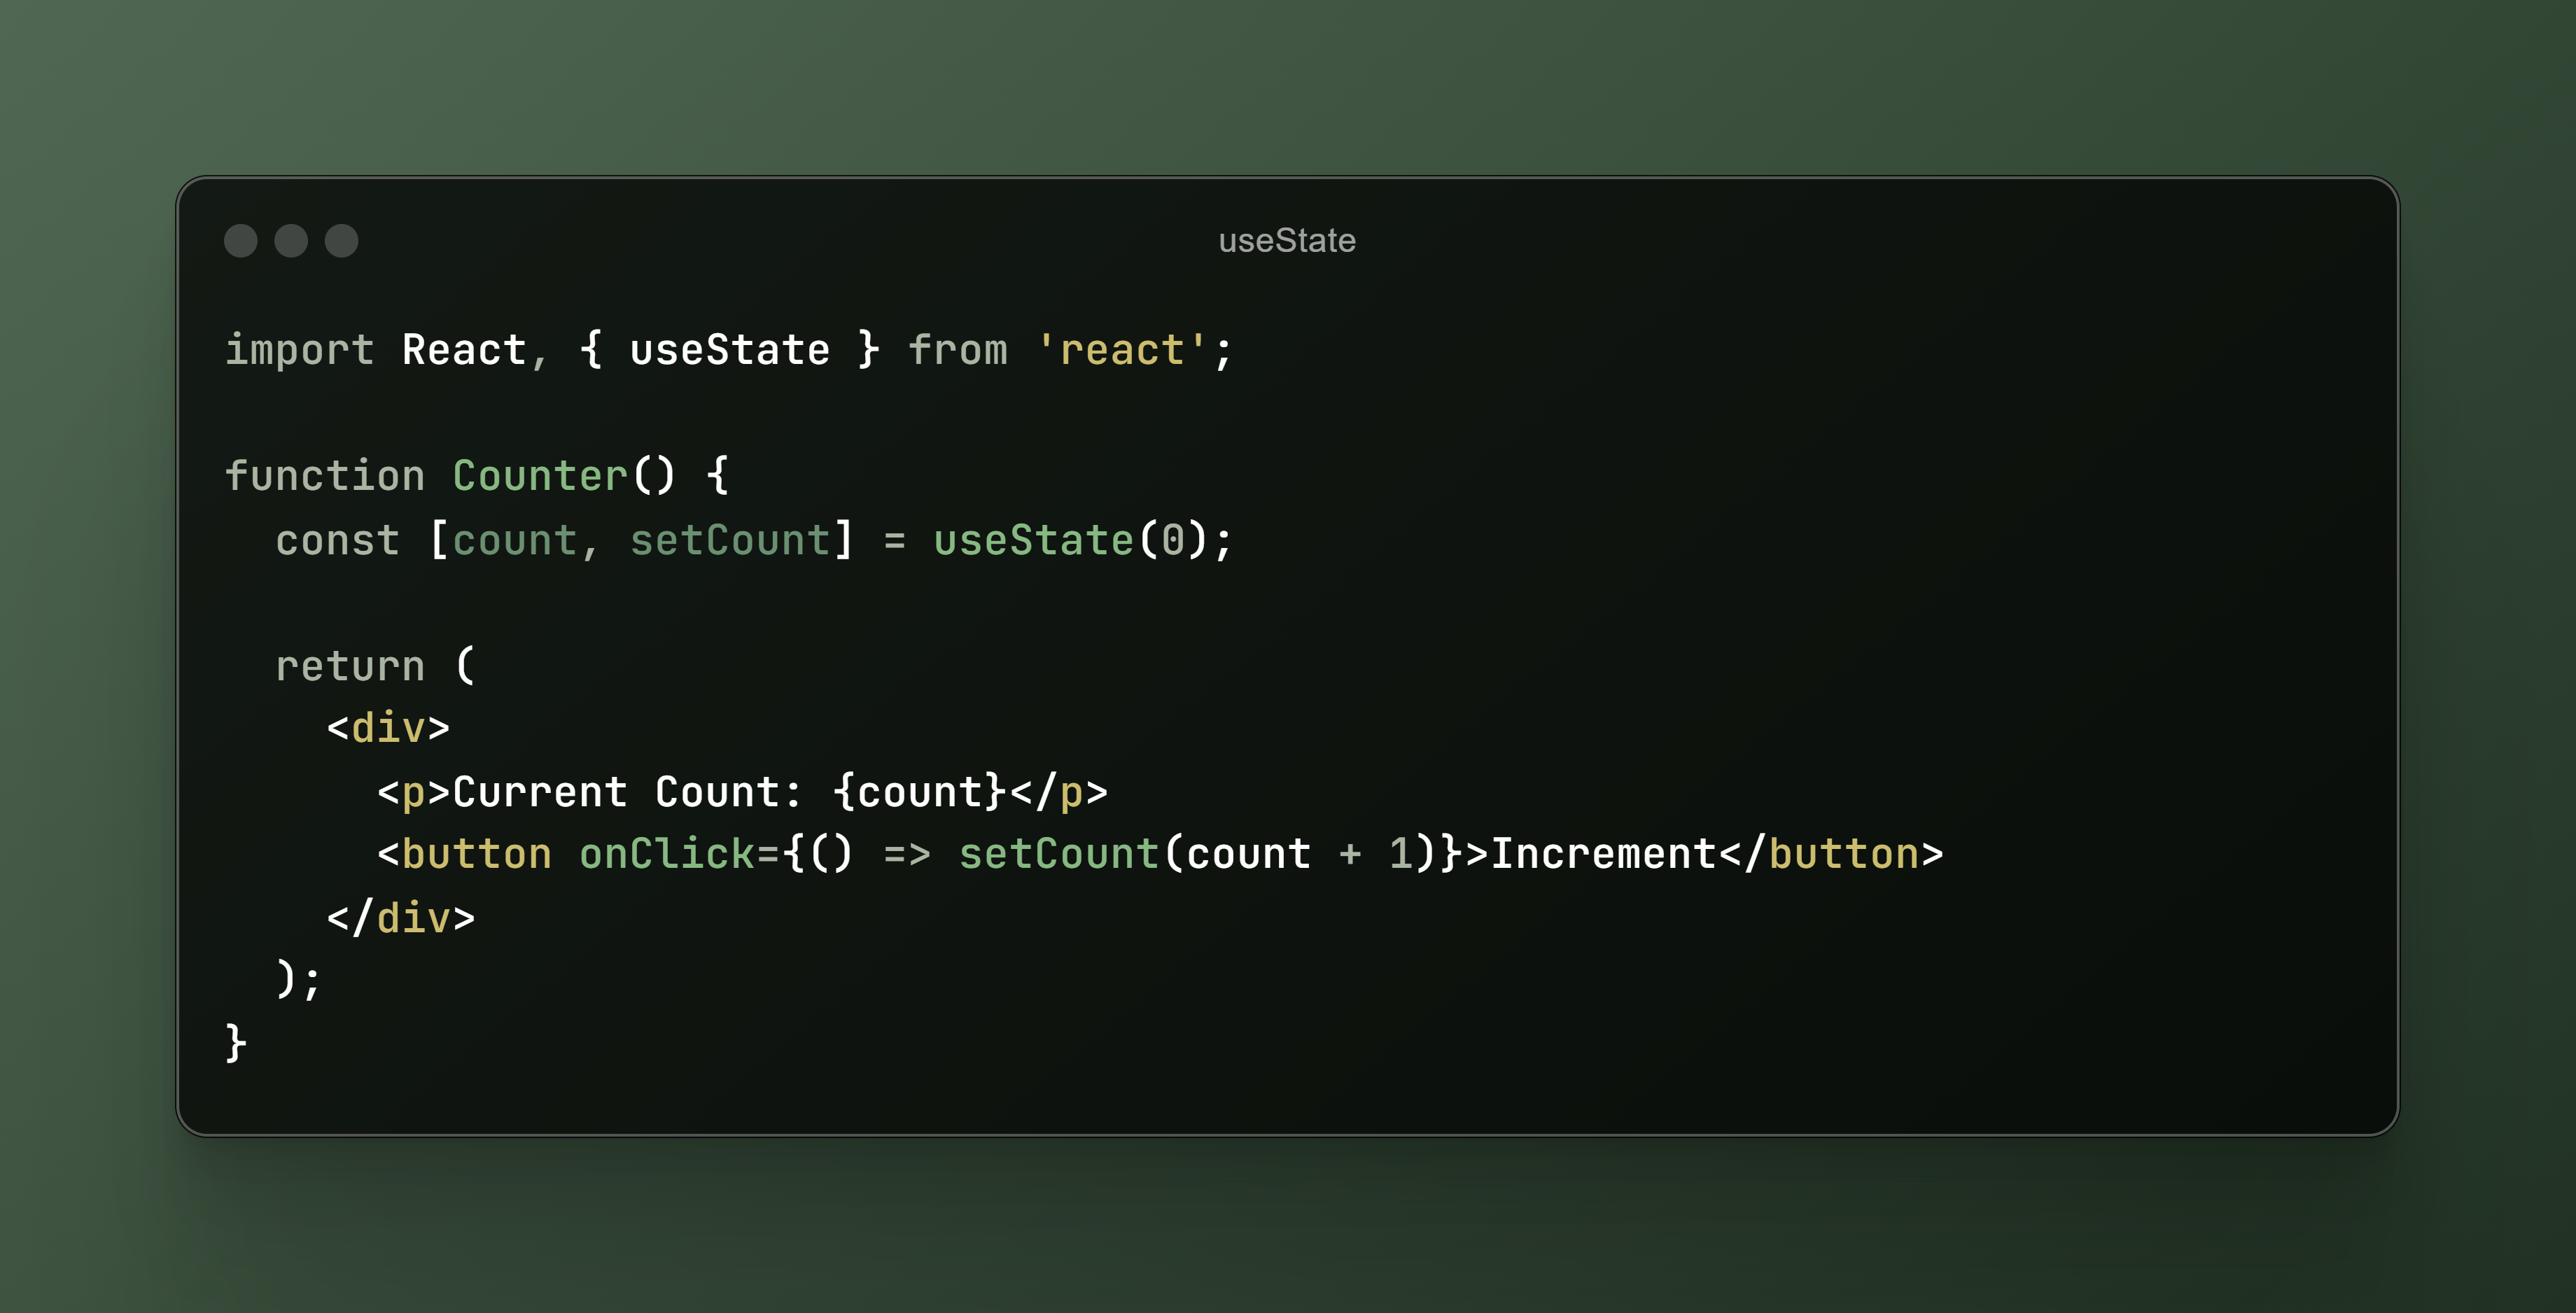 useState
import React, { useState } from 'react';
function Counter() {
  const [count, setCount] = useState(0);
  return (
    <div>
      <p>Current Count: {count}</p>
      <button onClick={() => setCount(count + 1)}>Increment</button>
    </div>
  );
}